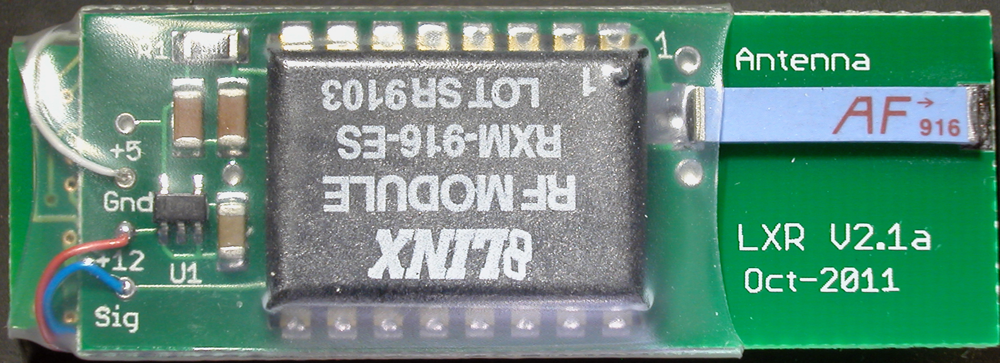 R1
1
Antenna
AF
916
+5
Gnd
+12
U1
Sig
LXR V2.1a
Oct-2011
LINX
RF MODULE
RXM-916-ES
LOT SR9103
1